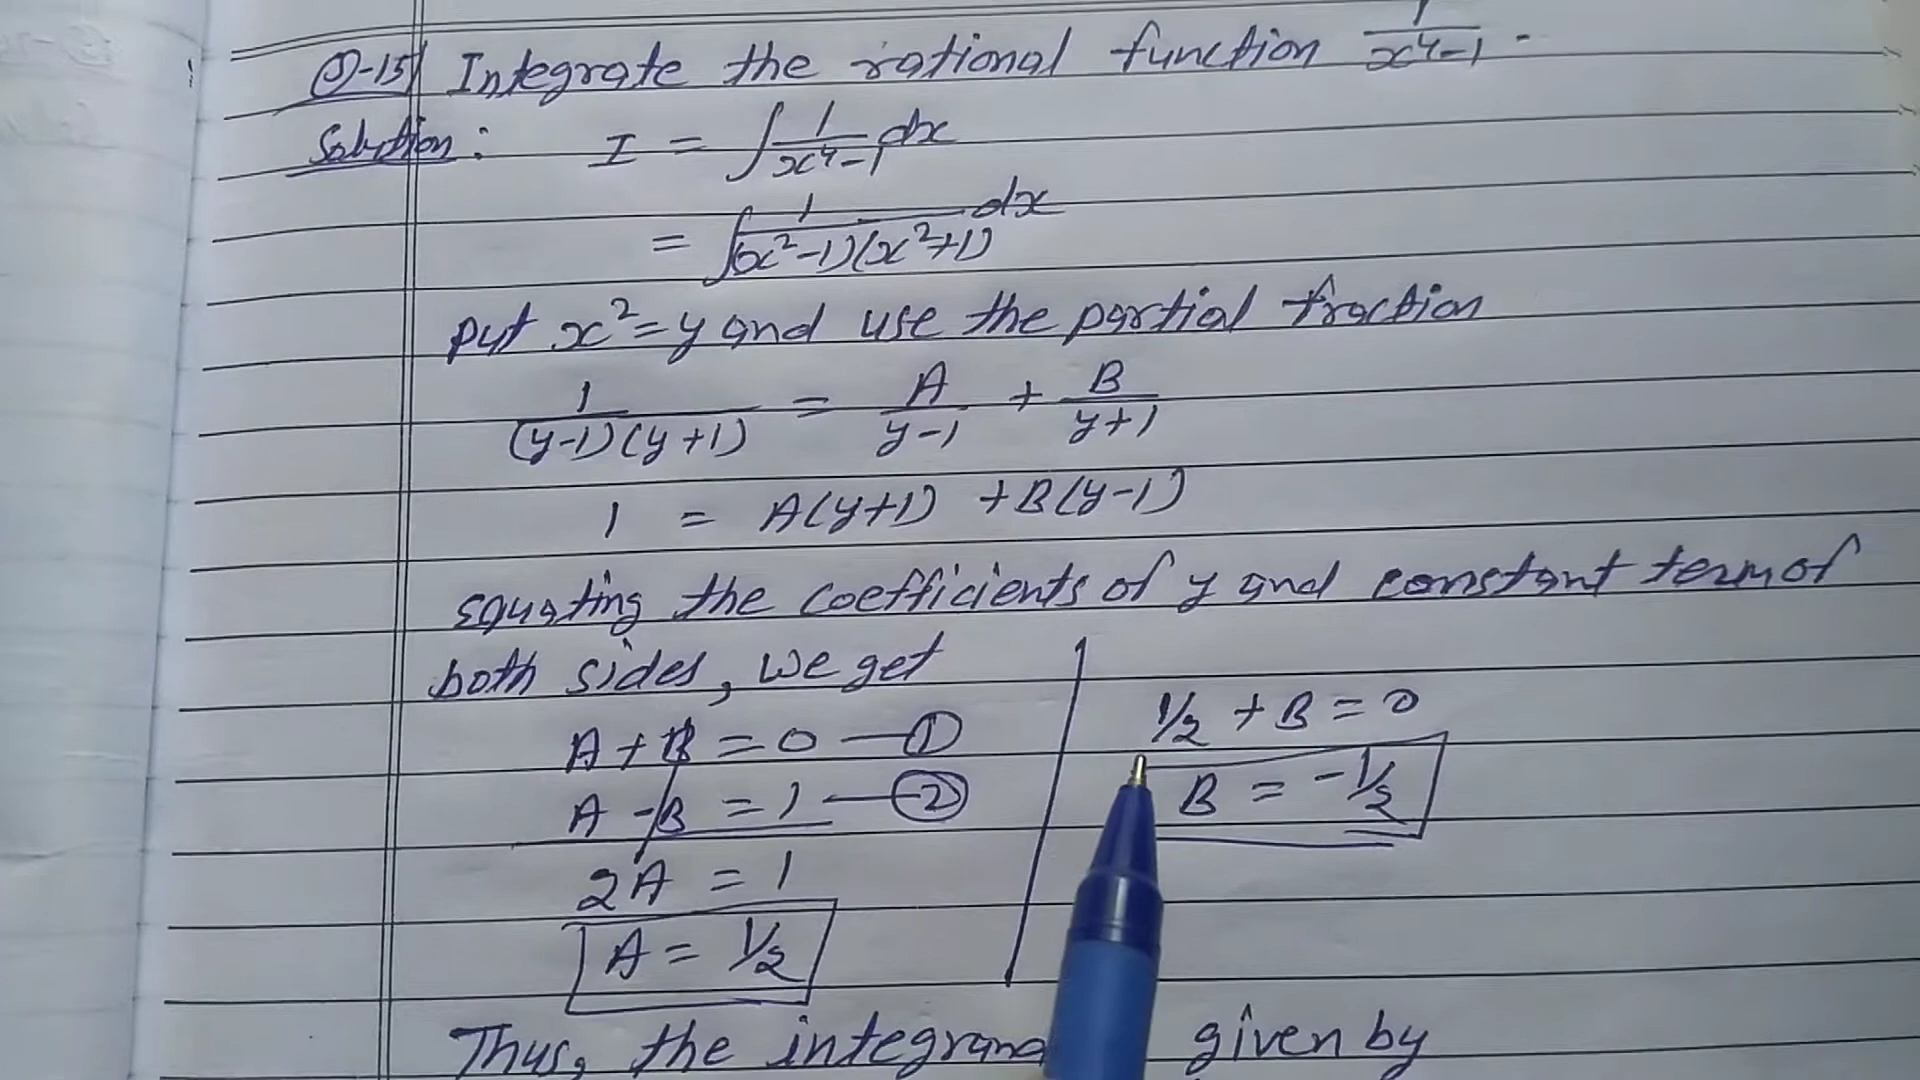 Q-15 Integrate the rational function 1/(x⁴-1).
Solution: I = ∫ 1/(x⁴-1) dx
= ∫ 1/((x²-1)(x²+1)) dx
put x² = y and use the partial fraction
1/((y-1)(y+1)) = A/(y-1) + B/(y+1)
1 = A(y+1) + B(y-1)
equating the coefficients of y and constant term of
both sides, we get
A + B = 0 — ①
A - B = 1 — ②
2A = 1
A = 1/2
1/2 + B = 0
B = -1/2
Thus, the given by